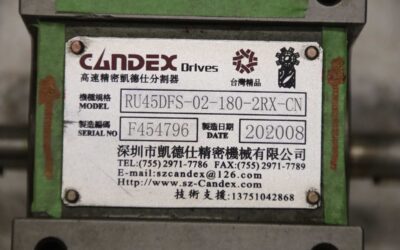 CANDEX Drives
高速精密凱德仕分割器
台灣精品
機種規格 MODEL RU45DFS-02-180-2RX-CN
製造編碼 SERIAL NO F454796 製造日期 DATE 202008
深圳市凱德仕精密機械有限公司
TEL:(755) 2971-7786 FAX:(755) 2971-7789
E-mail:szcandex@126.com
Http://www.sz-Candex.com
技術支援:13751042868